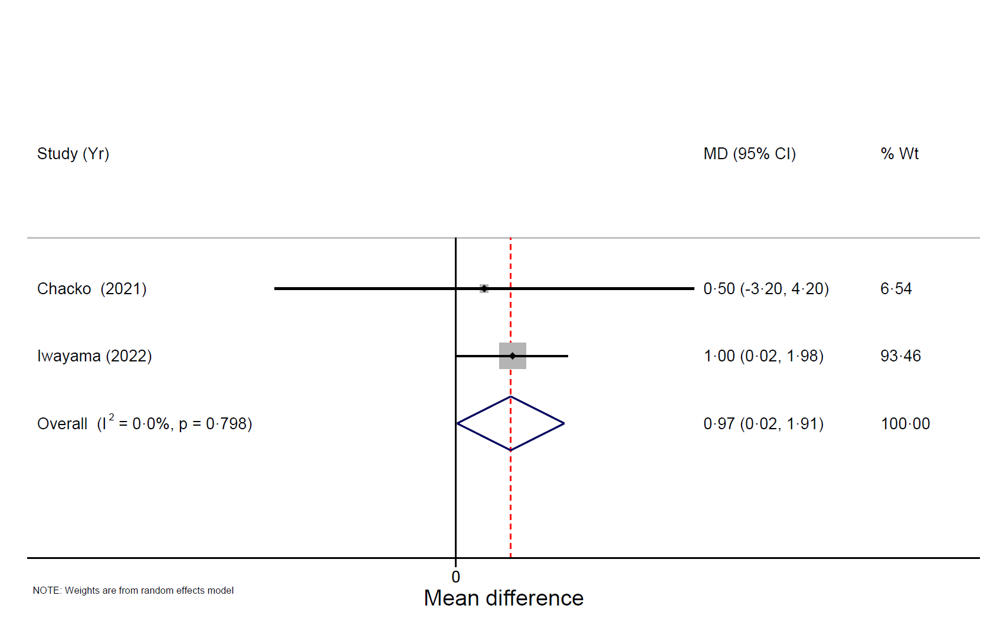 Study (Yr) MD (95% CI) % Wt
Chacko (2021) 0·50 (-3·20, 4·20) 6·54
Iwayama (2022) 1·00 (0·02, 1·98) 93·46
Overall (I² = 0·0%, p = 0·798) 0·97 (0·02, 1·91) 100·00
0
NOTE: Weights are from random effects model
Mean difference